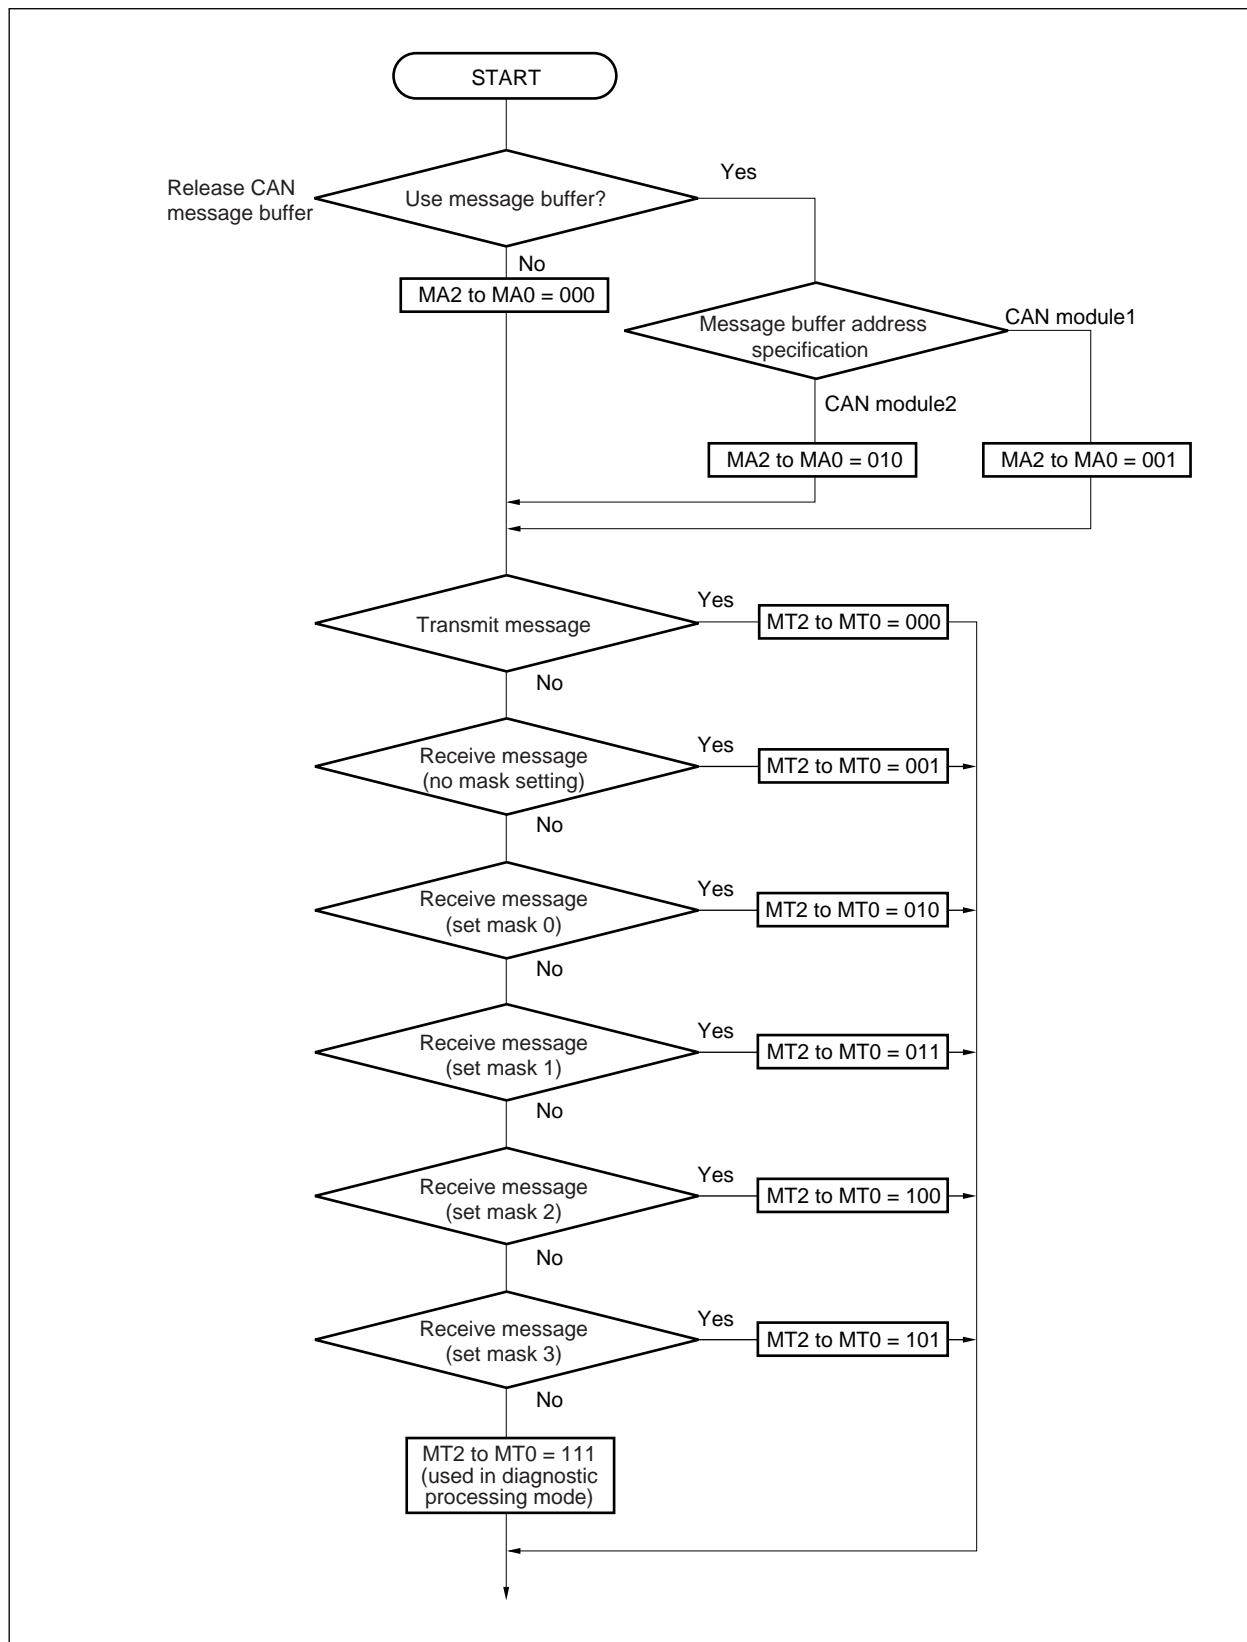 START
Release CAN
message buffer
Use message buffer?
Yes
No
MA2 to MA0 = 000
Message buffer address
specification
CAN module1
CAN module2
MA2 to MA0 = 010
MA2 to MA0 = 001
Transmit message
Yes
MT2 to MT0 = 000
No
Receive message
(no mask setting)
Yes
MT2 to MT0 = 001
No
Receive message
(set mask 0)
Yes
MT2 to MT0 = 010
No
Receive message
(set mask 1)
Yes
MT2 to MT0 = 011
No
Receive message
(set mask 2)
Yes
MT2 to MT0 = 100
No
Receive message
(set mask 3)
Yes
MT2 to MT0 = 101
No
MT2 to MT0 = 111
(used in diagnostic
processing mode)